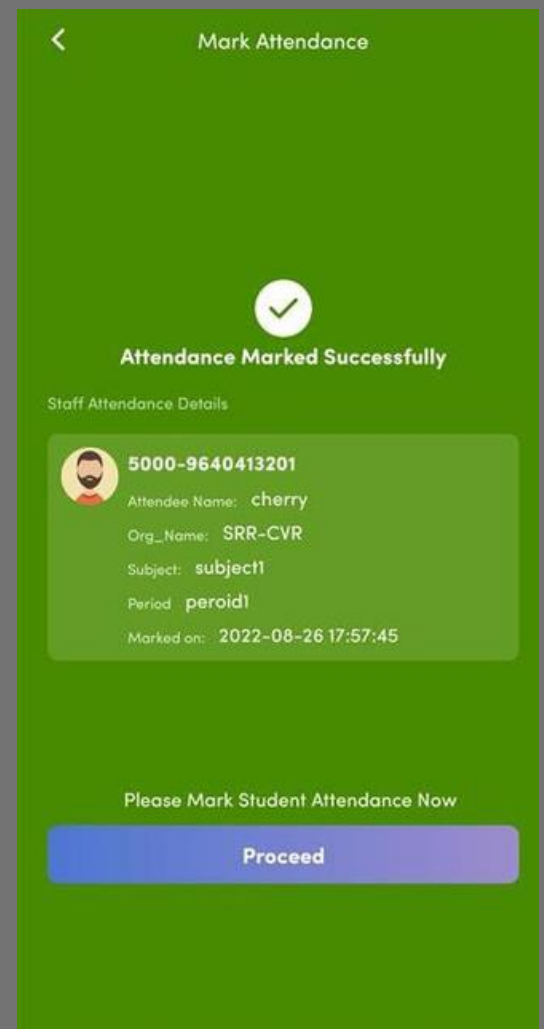 Mark Attendance
Attendance Marked Successfully
Staff Attendance Details
5000-9640413201
Attendee Name: cherry
Org_Name: SRR-CVR
Subject: subject1
Period peroid1
Marked on: 2022-08-26 17:57:45
Please Mark Student Attendance Now
Proceed